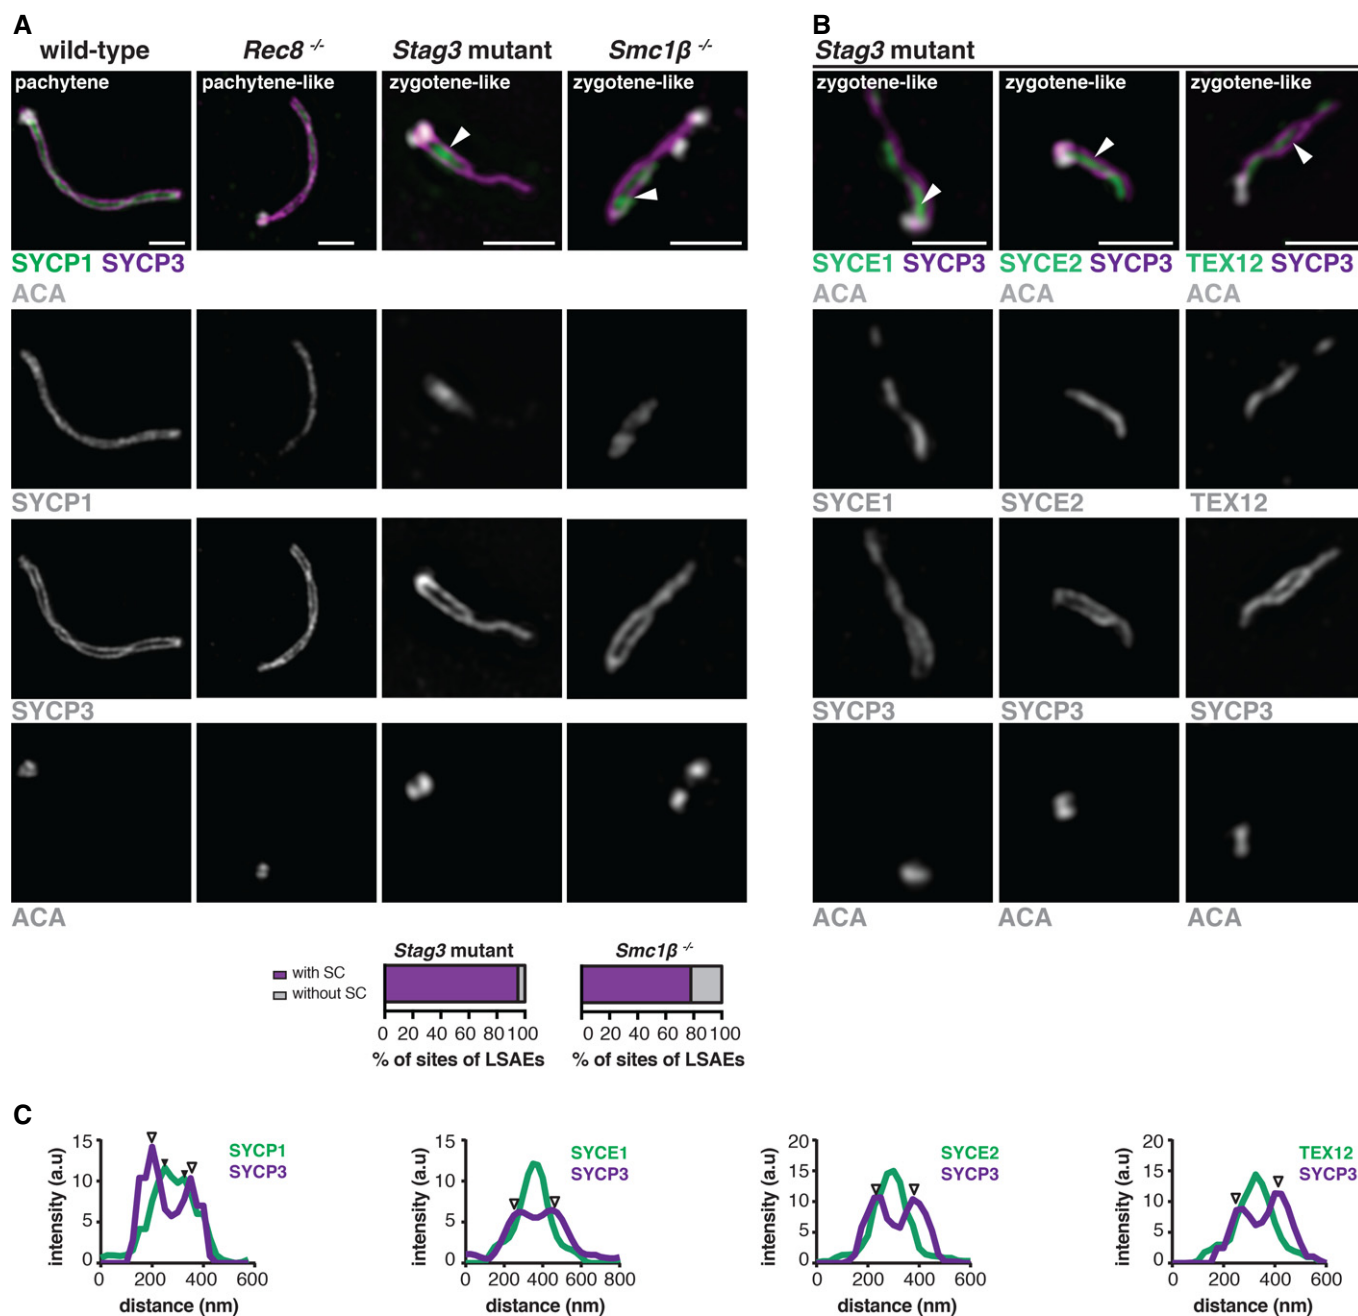 A
wild-type Rec8 -/- Stag3 mutant Smc1β -/-
pachytene pachytene-like zygotene-like zygotene-like
SYCP1 SYCP3
ACA
SYCP1
SYCP3
ACA
Stag3 mutant Smc1β -/-
with SC
without SC
0 20 40 60 80 100 0 20 40 60 80 100
% of sites of LSAEs % of sites of LSAEs
B
Stag3 mutant
zygotene-like zygotene-like zygotene-like
SYCE1 SYCP3 SYCE2 SYCP3 TEX12 SYCP3
ACA ACA ACA
SYCE1 SYCE2 TEX12
SYCP3 SYCP3 SYCP3
ACA ACA ACA
C
intensity (a.u)
15
10
5
0
0 200 400 600
distance (nm)
SYCP1
SYCP3
intensity (a.u)
15
10
5
0
0 200 400 600 800
distance (nm)
SYCE1
SYCP3
intensity (a.u)
20
15
10
5
0
0 200 400 600
distance (nm)
SYCE2
SYCP3
intensity (a.u)
20
15
10
5
0
0 200 400 600
distance (nm)
TEX12
SYCP3